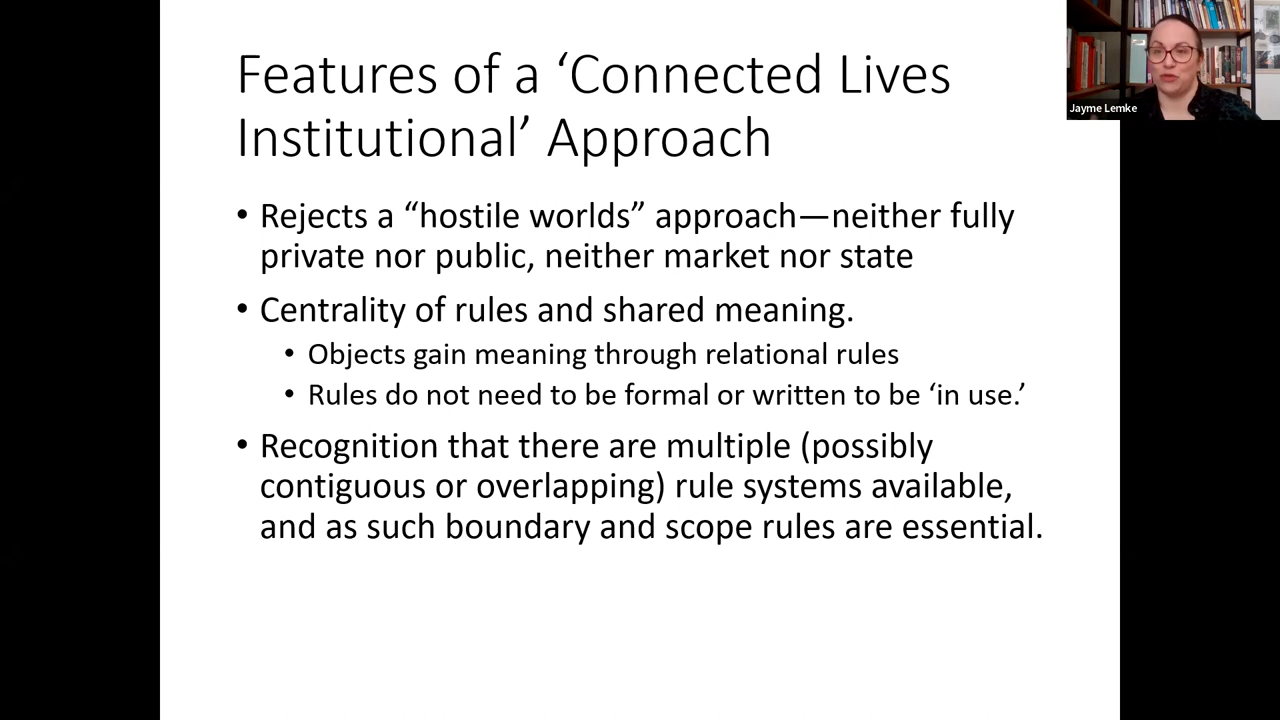 Features of a ‘Connected Lives
Institutional’ Approach
Jayme Lemke
• Rejects a “hostile worlds” approach—neither fully
private nor public, neither market nor state
• Centrality of rules and shared meaning.
• Objects gain meaning through relational rules
• Rules do not need to be formal or written to be ‘in use.’
• Recognition that there are multiple (possibly
contiguous or overlapping) rule systems available,
and as such boundary and scope rules are essential.